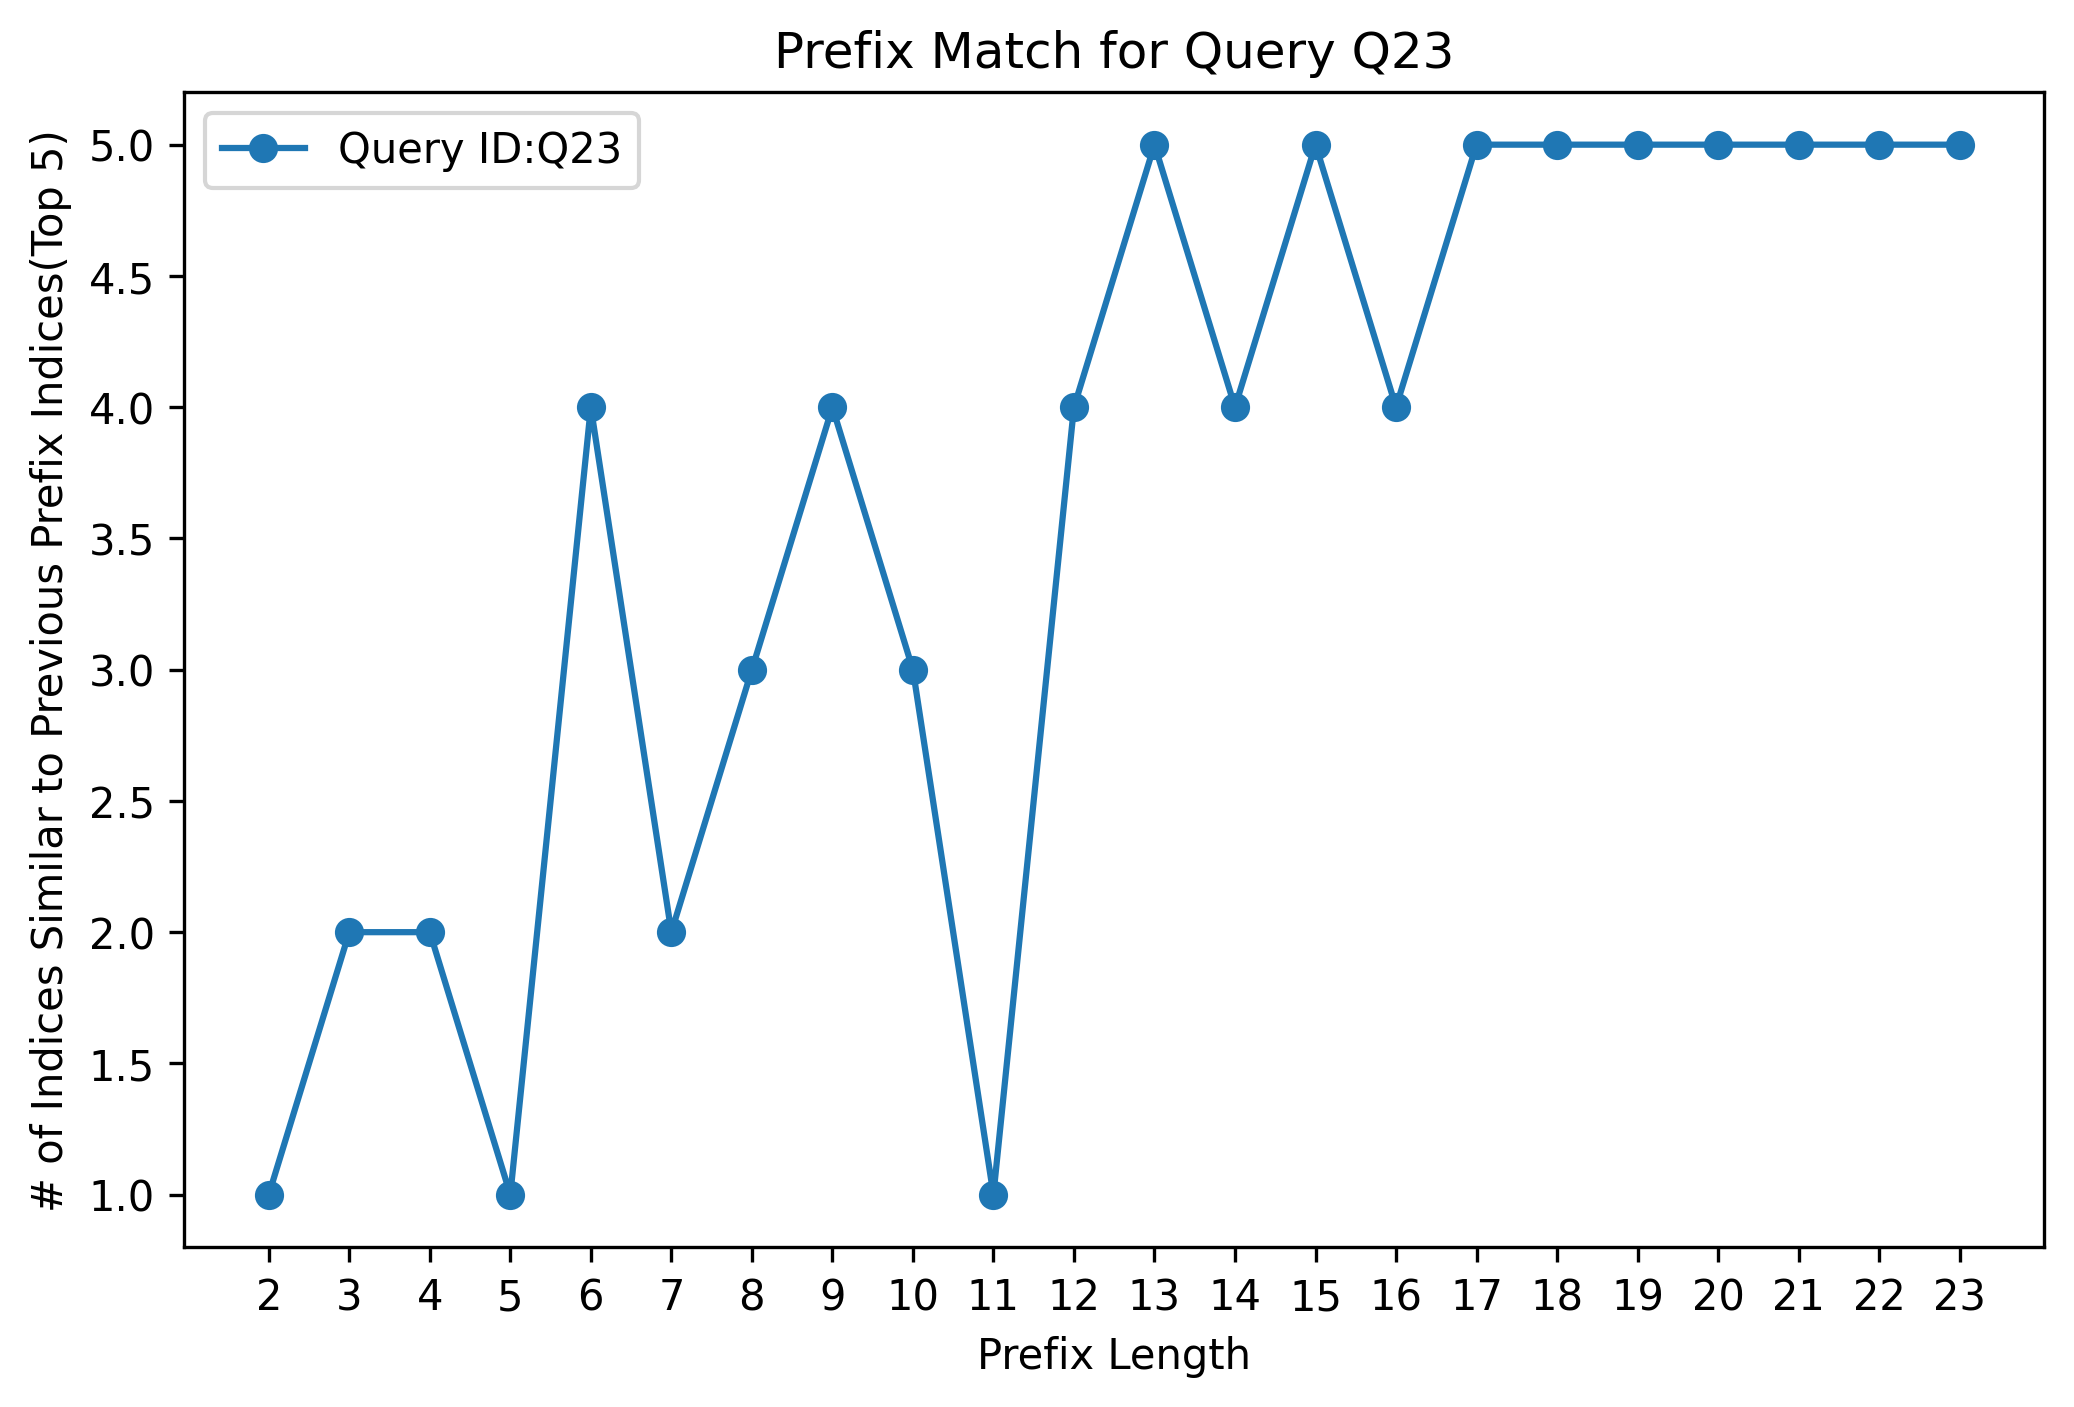 Prefix Match for Query Q23
Query ID:Q23
# of Indices Similar to Previous Prefix Indices(Top 5)
5.0
4.5
4.0
3.5
3.0
2.5
2.0
1.5
1.0
2 3 4 5 6 7 8 9 10 11 12 13 14 15 16 17 18 19 20 21 22 23
Prefix Length